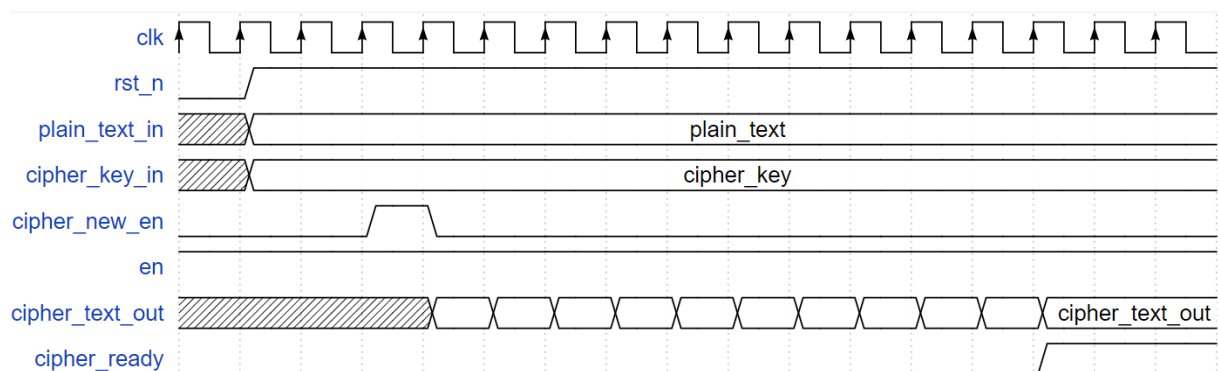 clk
rst_n
plain_text_in plain_text
cipher_key_in cipher_key
cipher_new_en
en
cipher_text_out cipher_text_out
cipher_ready